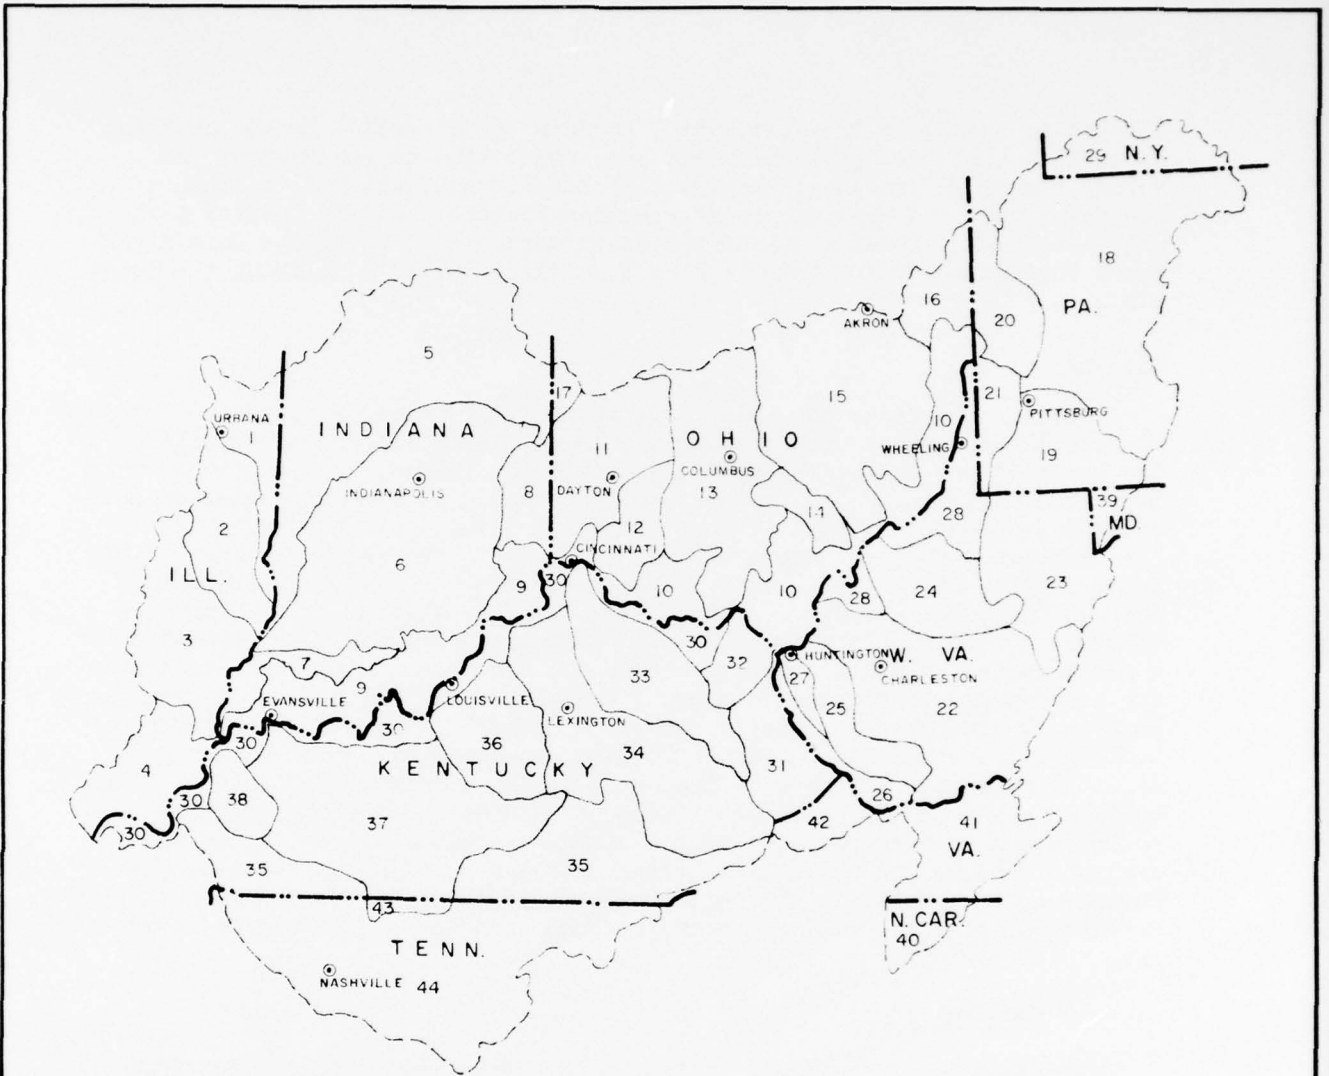 29 N.Y.
18
16
PA.
20
AKRON
5
17
15
21
PITTSBURG
URBANA
1
INDIANA
OHIO
10
WHEELING
11
COLUMBUS
19
INDIANAPOLIS
8
DAYTON
13
39
14
28
MD.
2
12
CINCINNATI
ILL.
6
9
30
10
10
28
24
23
3
30
32
HUNTINGTON
W. VA.
7
9
33
27
CHARLESTON
EVANSVILLE
LOUISVILLE
LEXINGTON
25
22
30
30
36
34
4
KENTUCKY
31
30
38
26
30
37
42
41
VA.
35
35
43
N. CAR.
40
TENN.
NASHVILLE 44